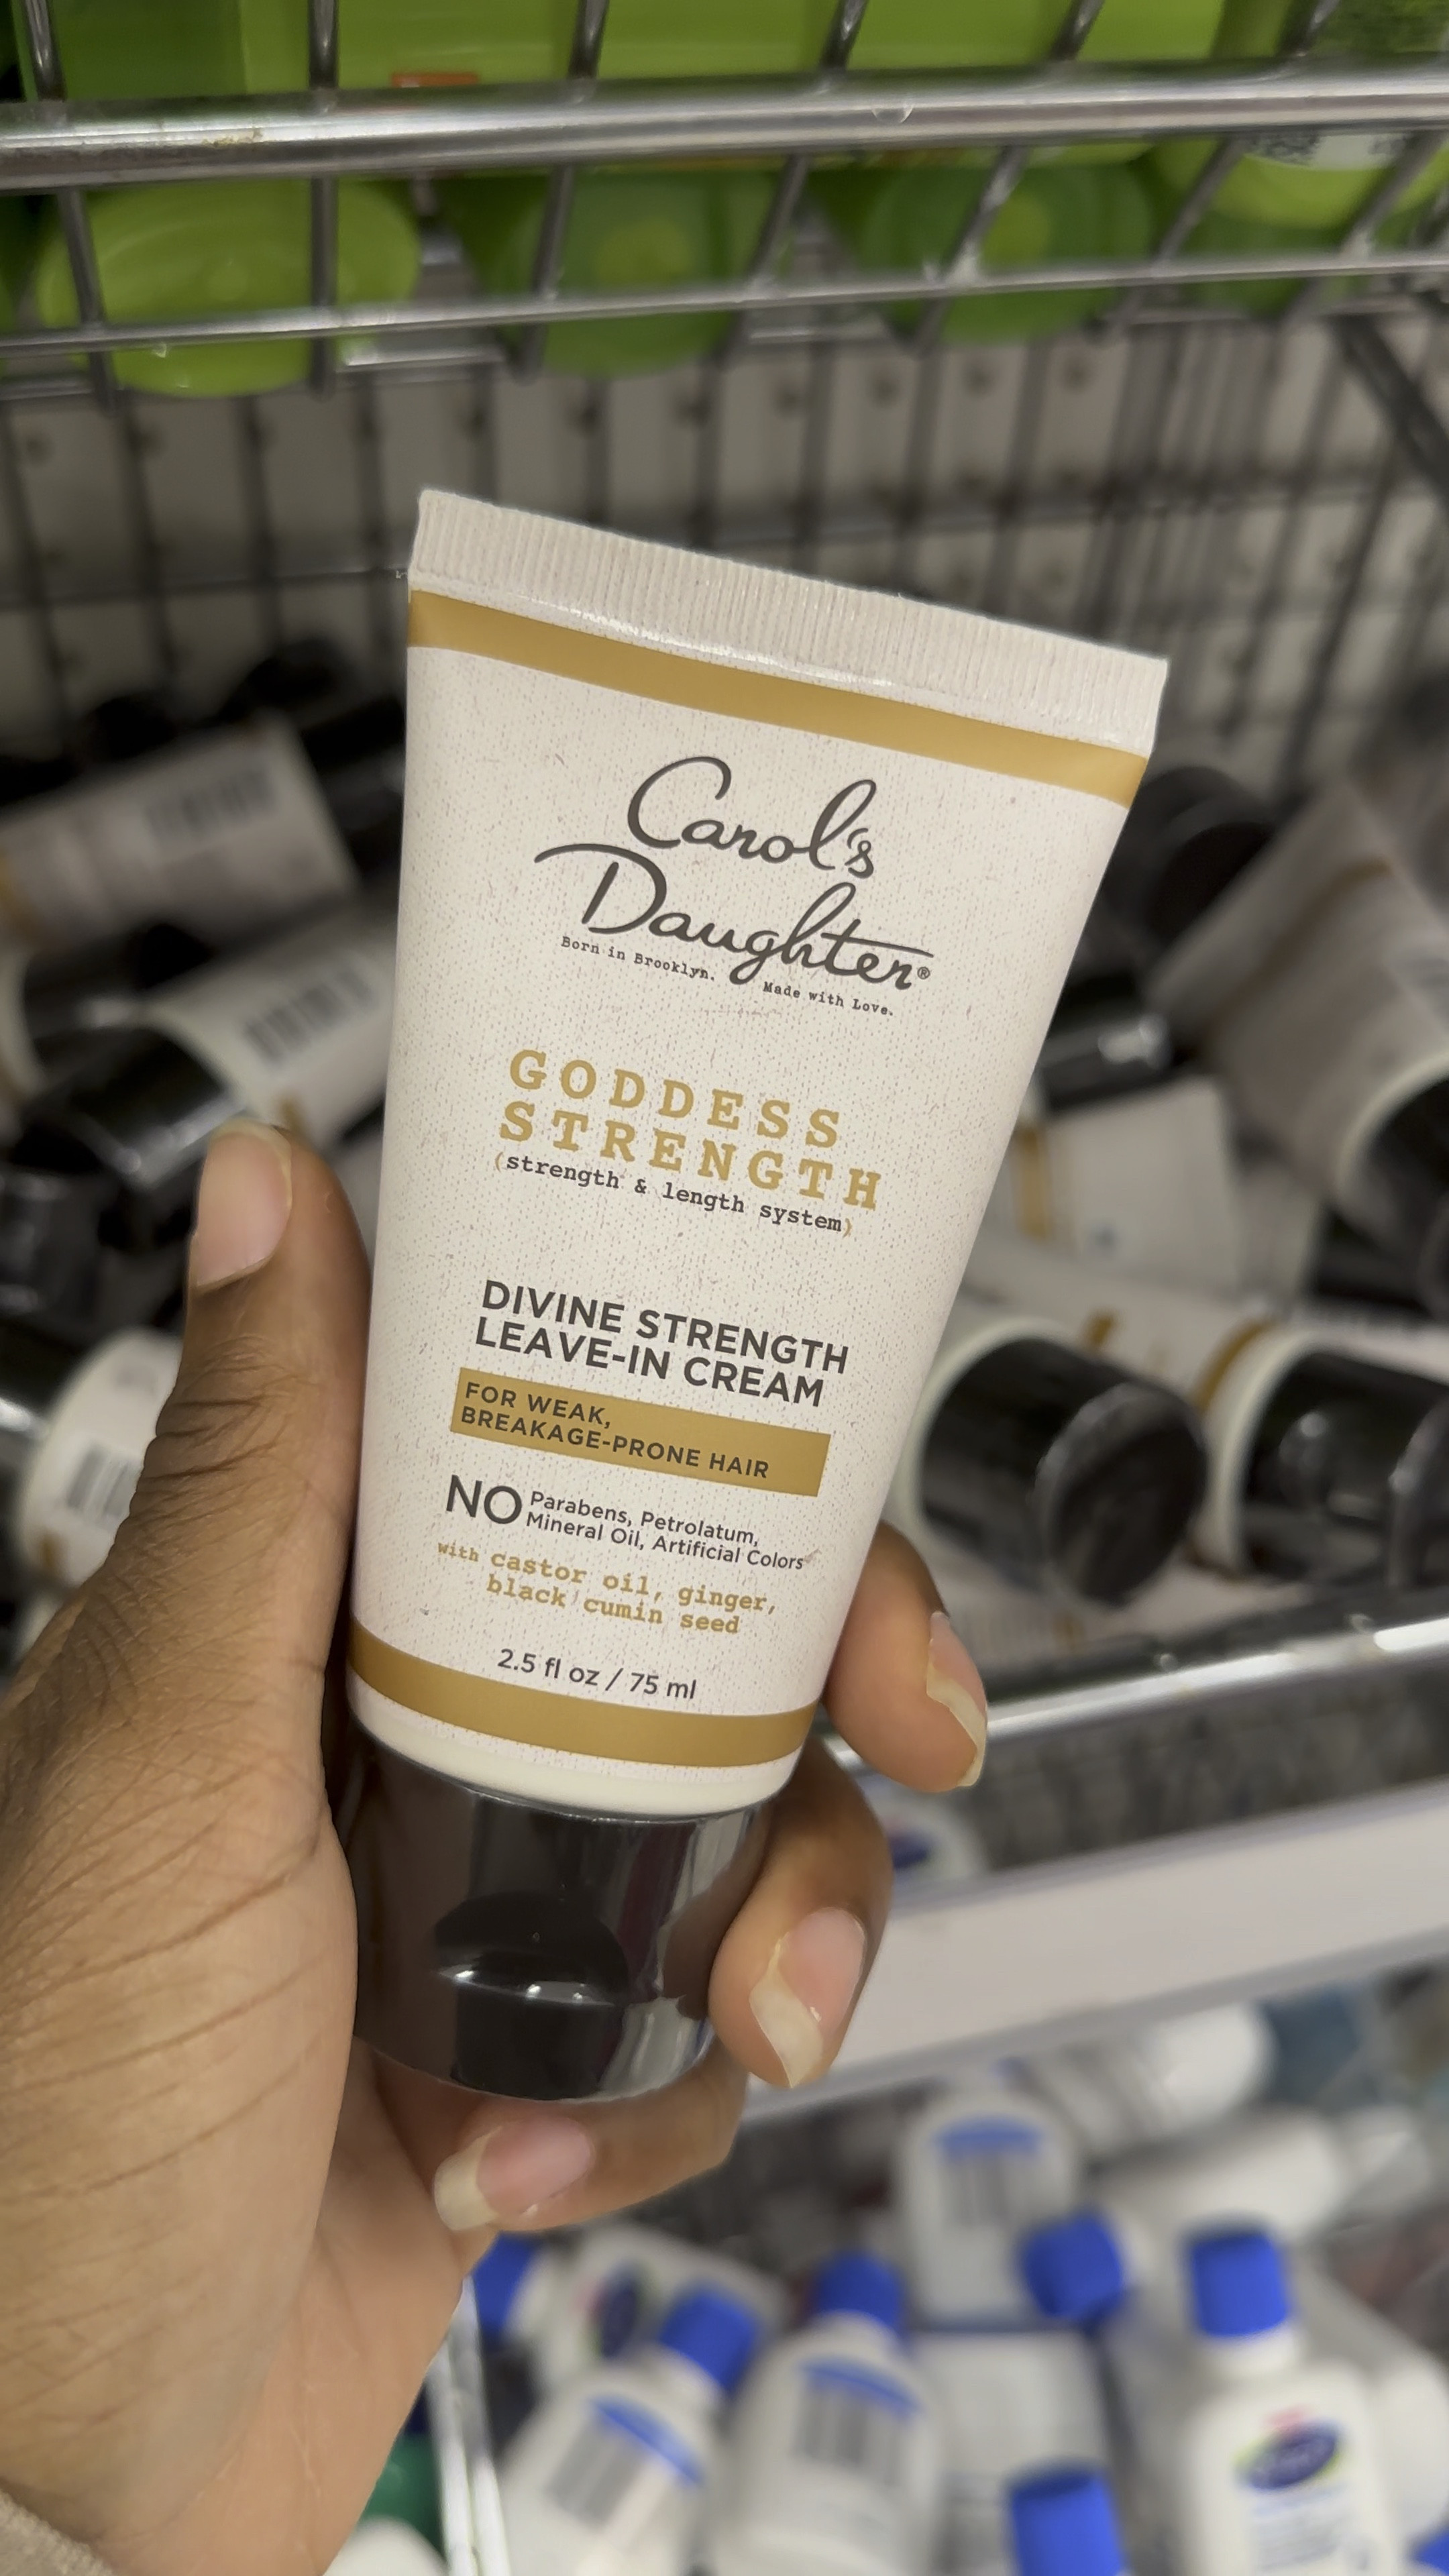 Carol's
Daughter®
Born in Brooklyn. Made with Love.
GODDESS
STRENGTH
(strength & length system)
DIVINE STRENGTH
LEAVE-IN CREAM
FOR WEAK,
BREAKAGE-PRONE HAIR
NO Parabens, Petrolatum,
Mineral Oil, Artificial Colors
with castor oil, ginger,
black cumin seed
2.5 fl oz / 75 ml